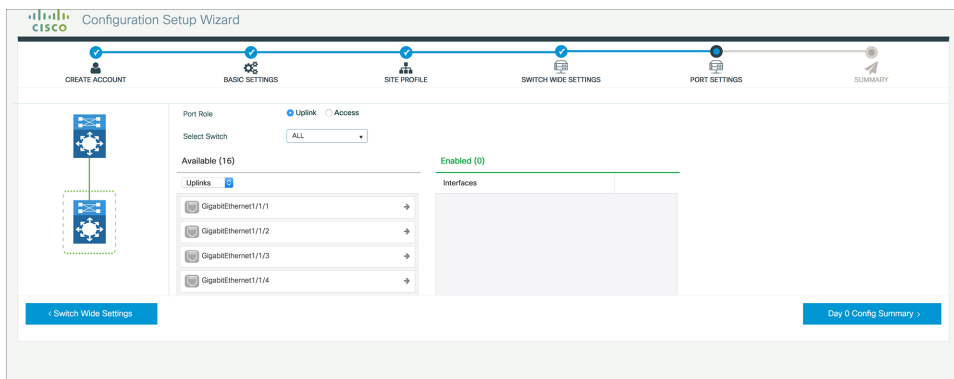 CISCO Configuration Setup Wizard
CREATE ACCOUNT BASIC SETTINGS SITE PROFILE SWITCH WIDE SETTINGS PORT SETTINGS SUMMARY
Port Role Uplink Access
Select Switch ALL
Available (16) Enabled (0)
Uplinks Interfaces
GigabitEthernet1/1/1
GigabitEthernet1/1/2
GigabitEthernet1/1/3
GigabitEthernet1/1/4
‹ Switch Wide Settings Day 0 Config Summary ›